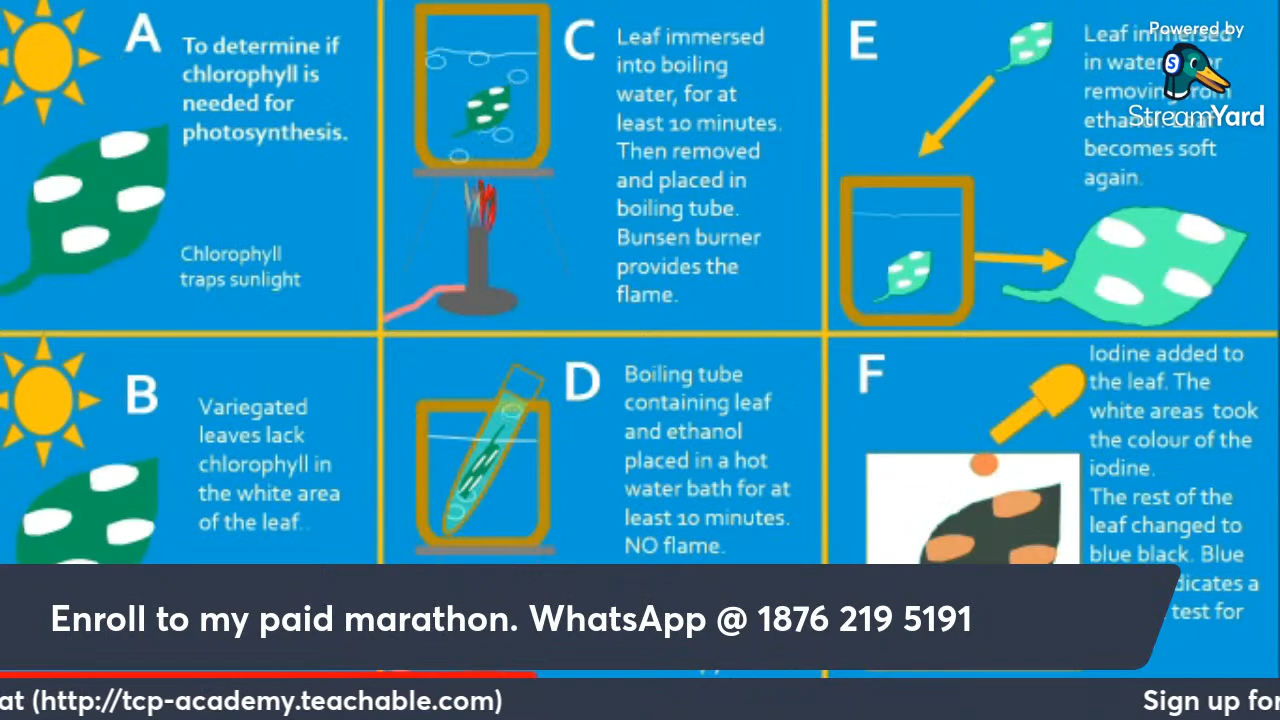 A
To determine if
chlorophyll is
needed for
photosynthesis.
Chlorophyll
traps sunlight
B
Variegated
leaves lack
chlorophyll in
the white area
of the leaf..
C
Leaf immersed
into boiling
water, for at
least 10 minutes.
Then removed
and placed in
boiling tube.
Bunsen burner
provides the
flame.
D
Boiling tube
containing leaf
and ethanol
placed in a hot
water bath for at
least 10 minutes.
NO flame.
E
Leaf immersed
in water
removing from
ethanol. Leaf
becomes soft
again.
F
Iodine added to
the leaf. The
white areas took
the colour of the
iodine.
The rest of the
leaf changed to
blue black. Blue
a
test for
Powered by
S
StreamYard
Enroll to my paid marathon. WhatsApp @ 1876 219 5191
at (http://tcp-academy.teachable.com)
Sign up for